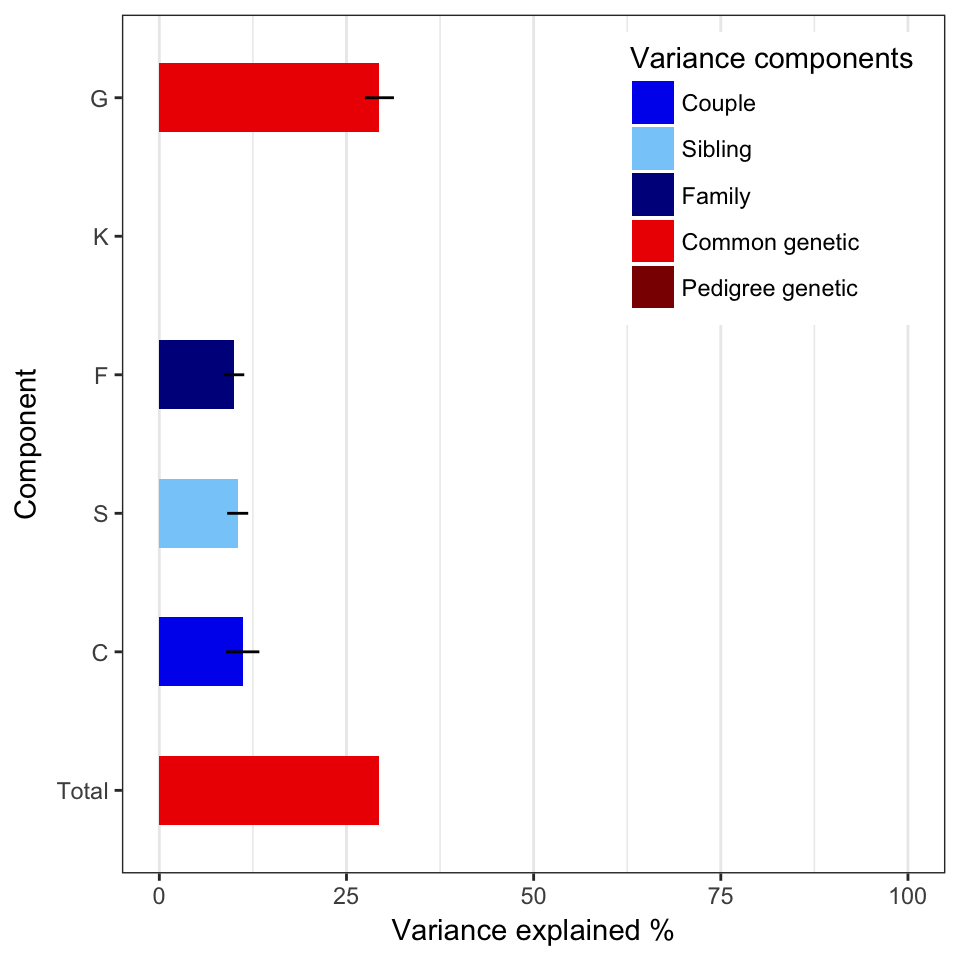 Variance components
Couple
Sibling
Family
Common genetic
Pedigree genetic
Component
G
K
F
S
C
Total
0 25 50 75 100
Variance explained %